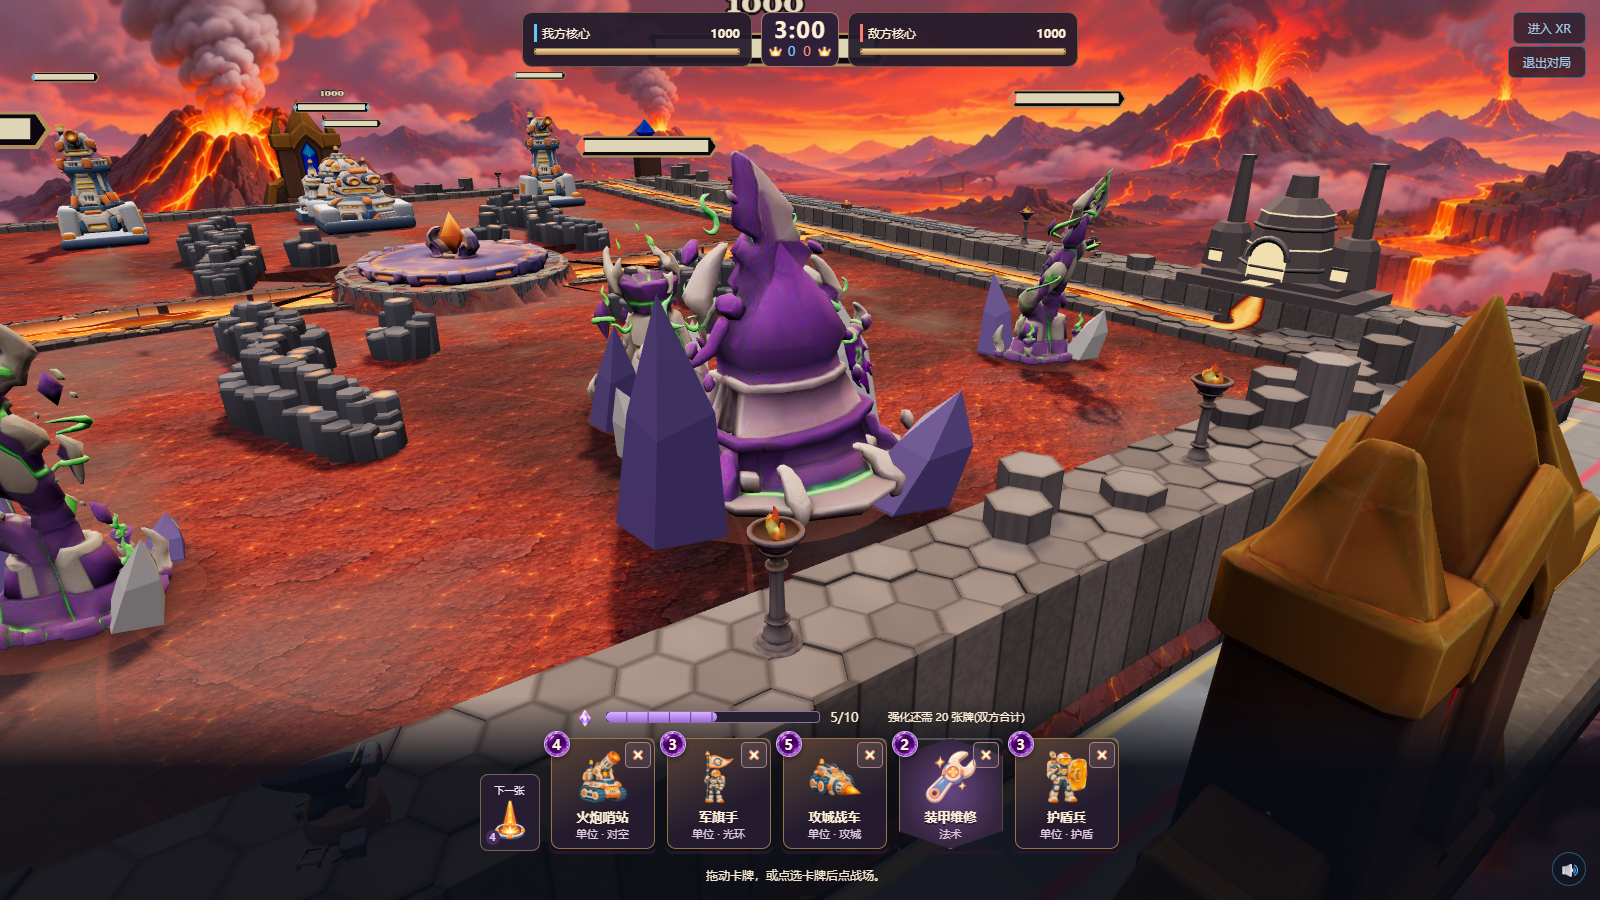 1000
我方核心 1000
3:00
0 0
敌方核心 1000
进入 XR
退出对局
1000
5/10
强化还需 20 张牌(双方合计)
下一张
4
4
火炮哨站
单位 · 对空
3
军旗手
单位 · 光环
5
攻城战车
单位 · 攻城
2
装甲维修
法术
3
护盾兵
单位 · 护盾
拖动卡牌，或点选卡牌后点战场。